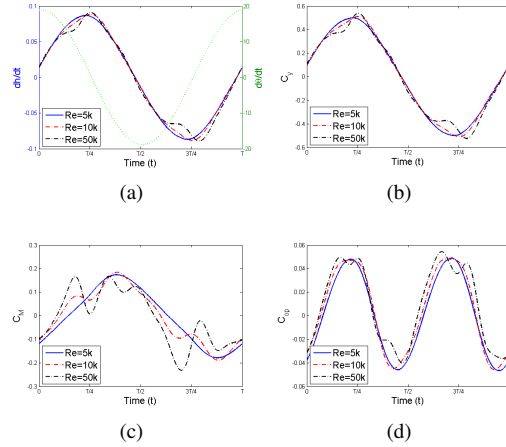 0.1
0.05
0
-0.05
-0.1
dh/dt
20
10
0
-10
-20
dθ/dt
Re=5k
Re=10k
Re=50k
0
T/4
T/2
3T/4
T
Time (t)
(a)
0.6
0.4
0.2
0
-0.2
-0.4
-0.6
C_y
Re=5k
Re=10k
Re=50k
0
T/4
T/2
3T/4
T
Time (t)
(b)
0.3
0.2
0.1
0
-0.1
-0.2
-0.3
C_M
Re=5k
Re=10k
Re=50k
0
T/4
T/2
3T/4
T
Time (t)
(c)
0.06
0.04
0.02
0
-0.02
-0.04
-0.06
C_op
Re=5k
Re=10k
Re=50k
0
T/4
T/2
3T/4
T
Time (t)
(d)